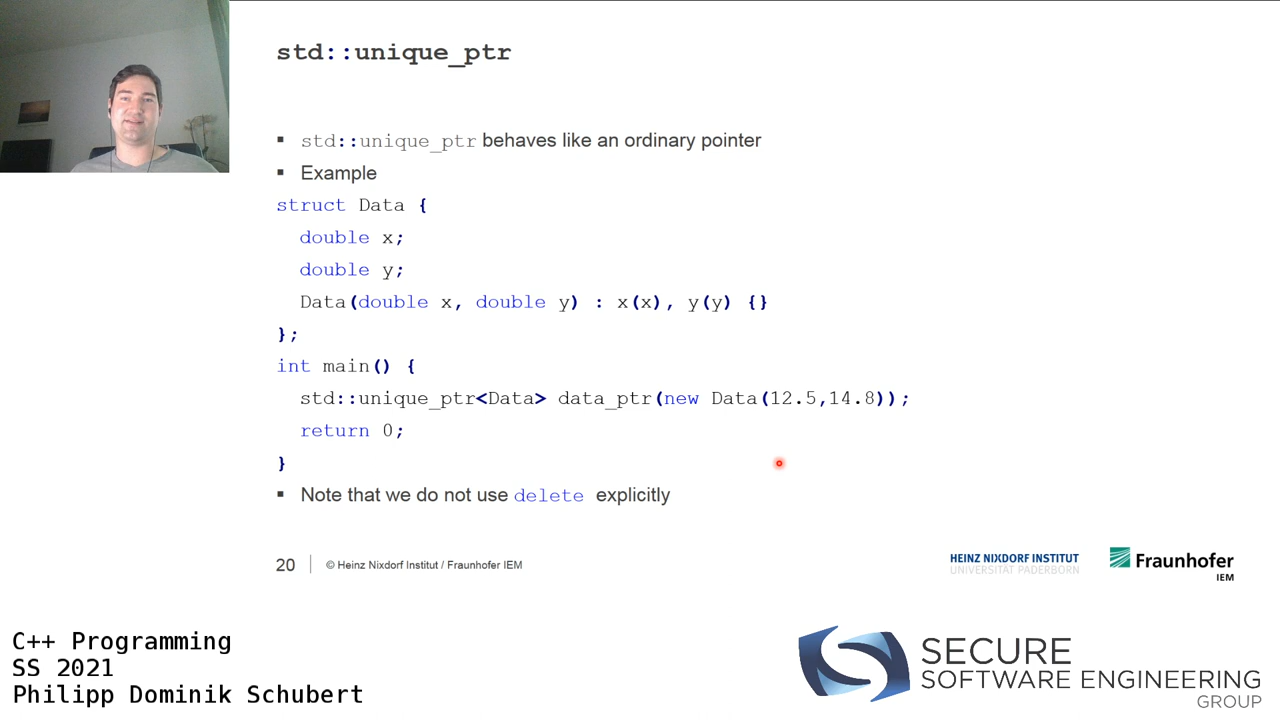 std::unique_ptr
▪ std::unique_ptr behaves like an ordinary pointer
▪ Example
struct Data {
double x;
double y;
Data(double x, double y) : x(x), y(y) {}
};
int main() {
std::unique_ptr<Data> data_ptr(new Data(12.5,14.8));
return 0;
}
▪ Note that we do not use delete explicitly
20 | © Heinz Nixdorf Institut / Fraunhofer IEM
HEINZ NIXDORF INSTITUT
UNIVERSITÄT PADERBORN
Fraunhofer
IEM
C++ Programming
SS 2021
Philipp Dominik Schubert
SECURE
SOFTWARE ENGINEERING
GROUP